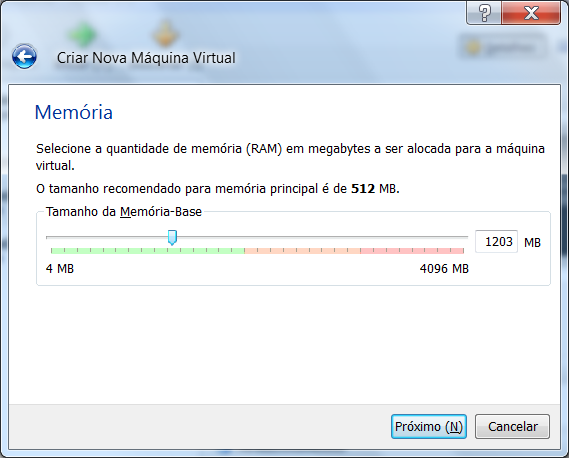 Criar Nova Máquina Virtual
Memória
Selecione a quantidade de memória (RAM) em megabytes a ser alocada para a máquina
virtual.
O tamanho recomendado para memória principal é de 512 MB.
Tamanho da Memória-Base
1203 MB
4 MB 4096 MB
Próximo (N) Cancelar